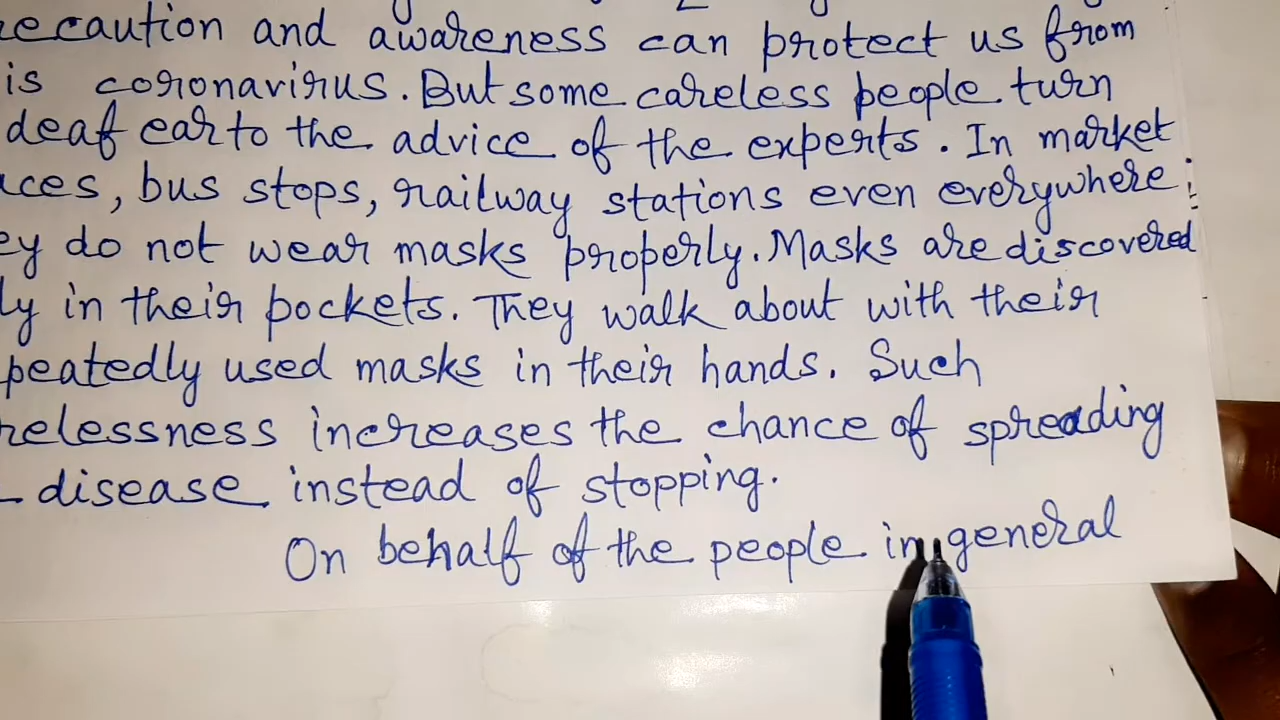 recaution and awareness can protect us from
is coronavirus. But some careless people turn
deaf ear to the advice of the experts. In market
aces, bus stops, railway stations even everywhere
ey do not wear masks properly. Masks are discovered
ly in their pockets. They walk about with their
peatedly used masks in their hands. Such
relessness increases the chance of spreading
disease instead of stopping.
On behalf of the people in general